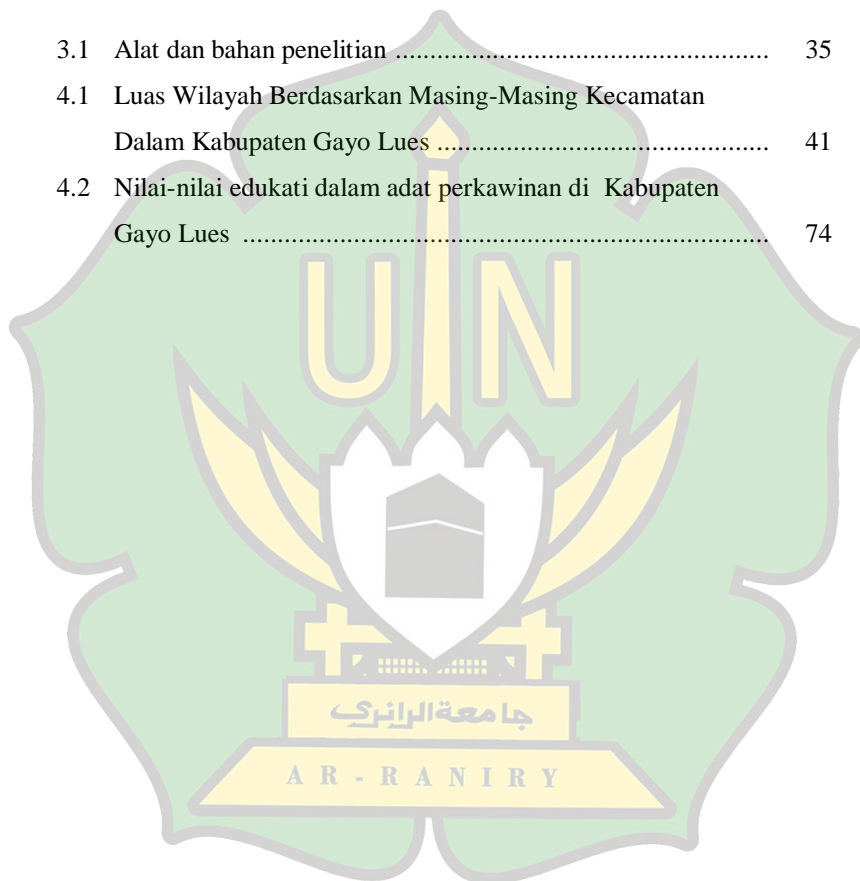 3.1 Alat dan bahan penelitian ...................................................... 35
4.1 Luas Wilayah Berdasarkan Masing-Masing Kecamatan
Dalam Kabupaten Gayo Lues ................................................ 41
4.2 Nilai-nilai edukati dalam adat perkawinan di Kabupaten
Gayo Lues ............................................................................ 74
UIN
جامعة الرانري
AR-RANIRY